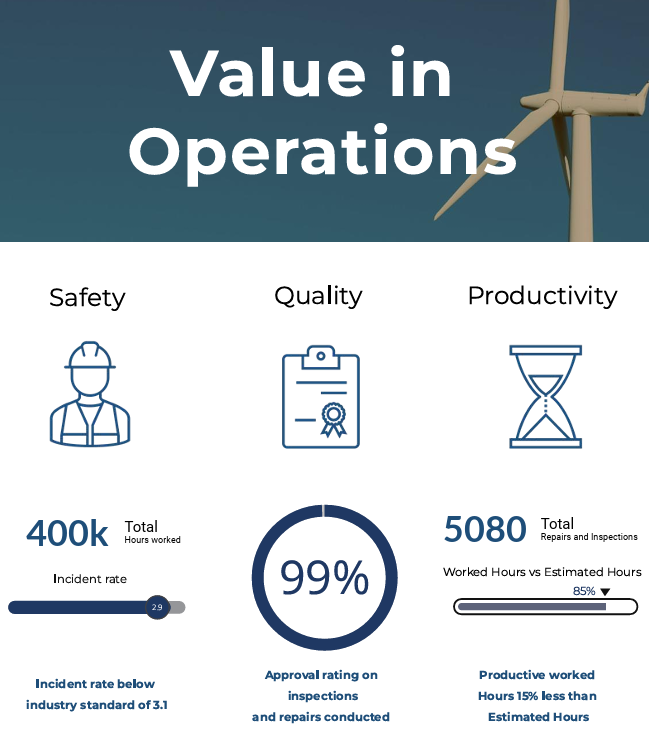 Value in
Operations
Safety
Quality
Productivity
400k
Total
Hours worked
Incident rate
2.9
Incident rate below
industry standard of 3.1
99%
Approval rating on
inspections
and repairs conducted
5080
Total
Repairs and Inspections
Worked Hours vs Estimated Hours
85%
Productive worked
Hours 15% less than
Estimated Hours